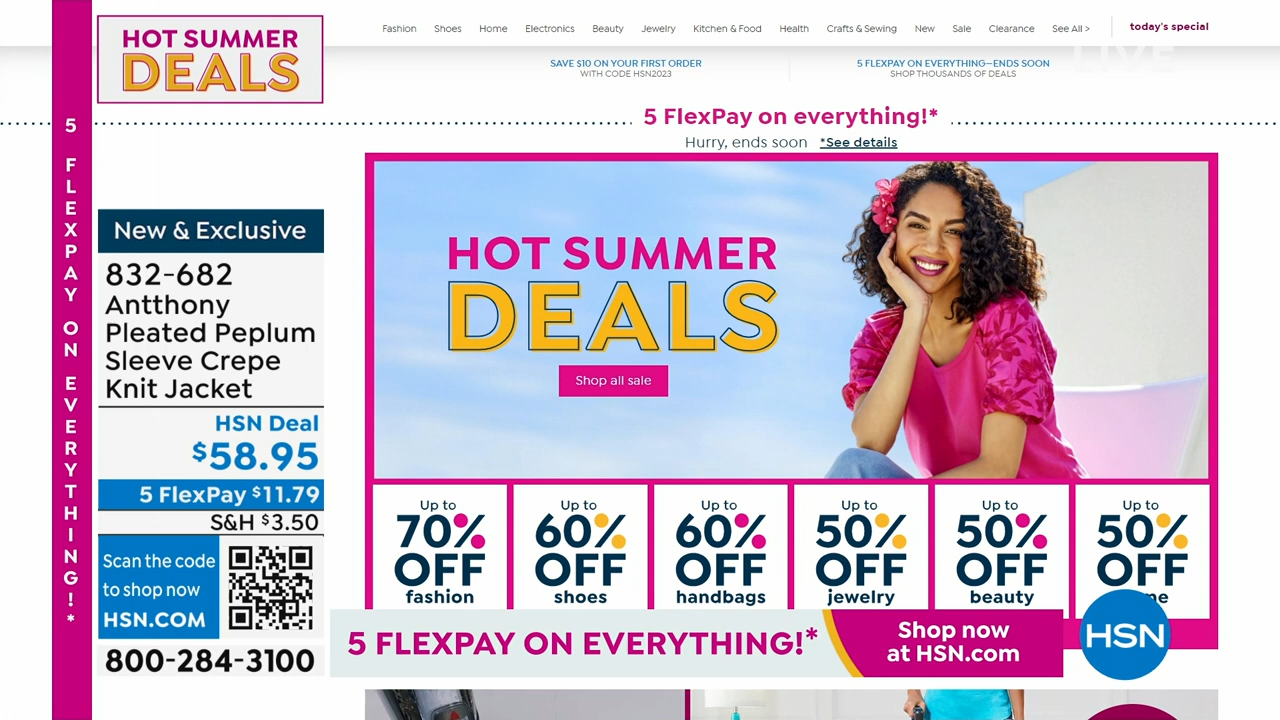 HOT SUMMER
DEALS
Fashion Shoes Home Electronics Beauty Jewelry Kitchen & Food Health Crafts & Sewing New Sale Clearance See All > today's special
LIVE
SAVE $10 ON YOUR FIRST ORDER
WITH CODE HSN2023
5 FLEXPAY ON EVERYTHING—ENDS SOON
SHOP THOUSANDS OF DEALS
5 FlexPay on everything!*
Hurry, ends soon *See details
5 FLEXPAY ON EVERYTHING!*
New & Exclusive
832-682
Antthony
Pleated Peplum
Sleeve Crepe
Knit Jacket
HSN Deal
$58.95
5 FlexPay $11.79
S&H $3.50
Scan the code
to shop now
HSN.COM
800-284-3100
HOT SUMMER
DEALS
Shop all sale
Up to
70%
OFF
fashion
Up to
60%
OFF
shoes
Up to
60%
OFF
handbags
Up to
50%
OFF
jewelry
Up to
50%
OFF
beauty
Up to
50%
OFF
5 FLEXPAY ON EVERYTHING!*
Shop now
at HSN.com
HSN